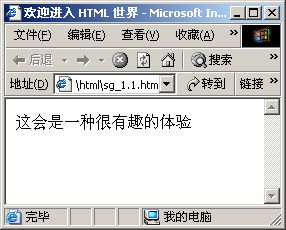 欢迎进入 HTML 世界 - Microsoft In...
文件(F) 编辑(E) 查看(V) 收藏(A) »
后退 » 搜索
地址(D) \html\sg_1.1.htm 转到 链接 »
这会是一种很有趣的体验
完毕 我的电脑